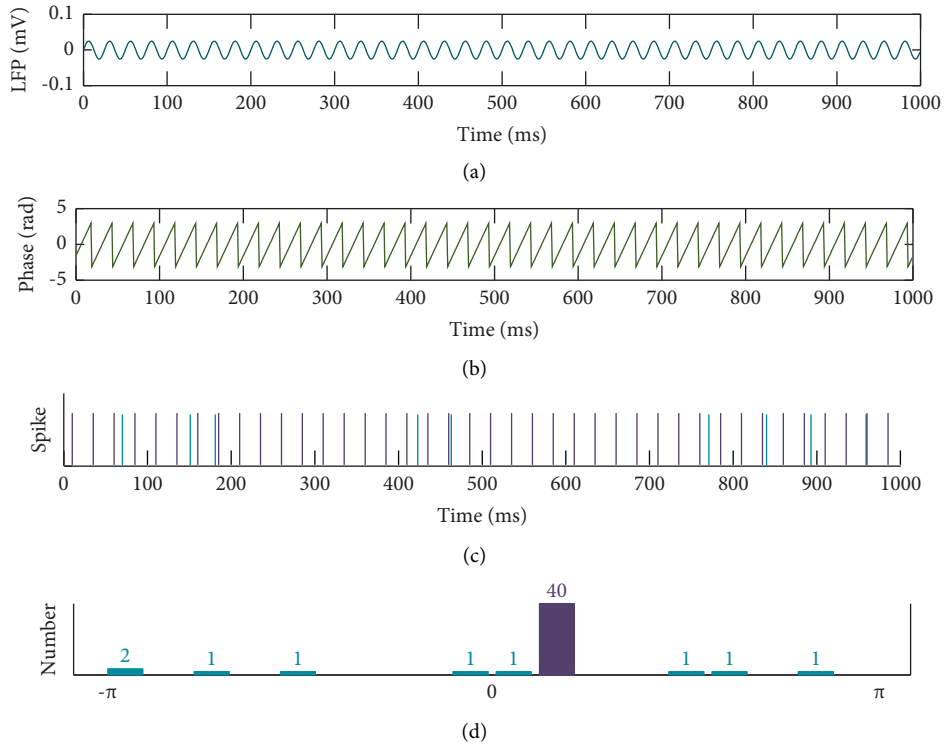 LFP (mV)
0.1
0
-0.1
0 100 200 300 400 500 600 700 800 900 1000
Time (ms)
(a)
Phase (rad)
5
0
-5
0 100 200 300 400 500 600 700 800 900 1000
Time (ms)
(b)
Spike
0 100 200 300 400 500 600 700 800 900 1000
Time (ms)
(c)
Number
40
2 1 1 1 1 1 1 1
-π 0 π
(d)